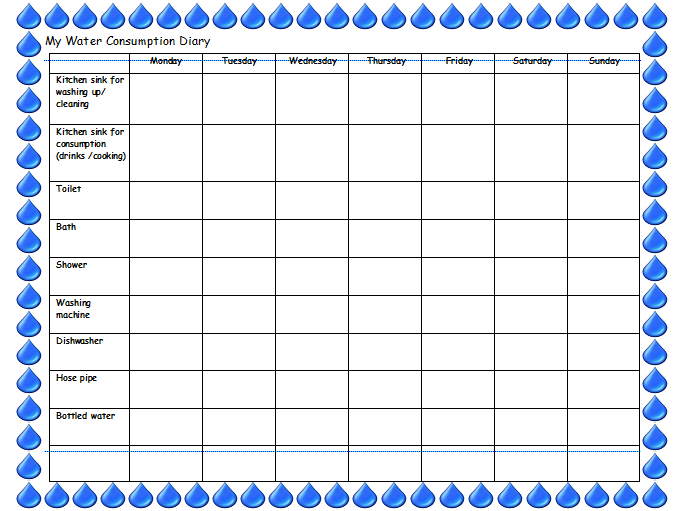 My Water Consumption Diary
Monday Tuesday Wednesday Thursday Friday Saturday Sunday
Kitchen sink for
washing up/
cleaning
Kitchen sink for
consumption
(drinks /cooking)
Toilet
Bath
Shower
Washing
machine
Dishwasher
Hose pipe
Bottled water